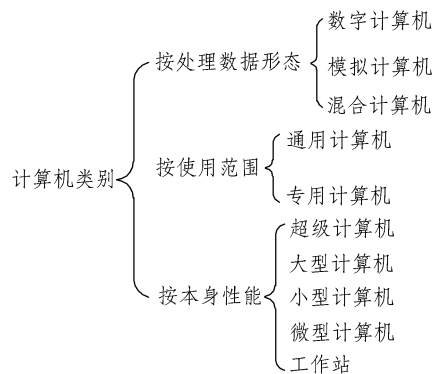 计算机类别
按处理数据形态
数字计算机
模拟计算机
混合计算机
按使用范围
通用计算机
专用计算机
按本身性能
超级计算机
大型计算机
小型计算机
微型计算机
工作站